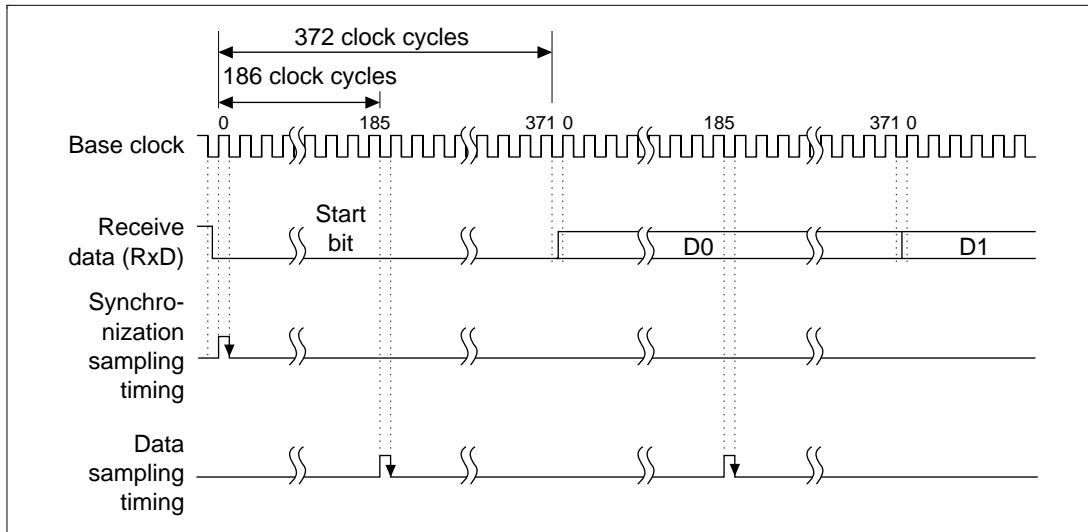 372 clock cycles
186 clock cycles
0 185 371 0 185 371 0
Base clock
Receive
data (RxD)
Start
bit
D0 D1
Synchro-
nization
sampling
timing
Data
sampling
timing